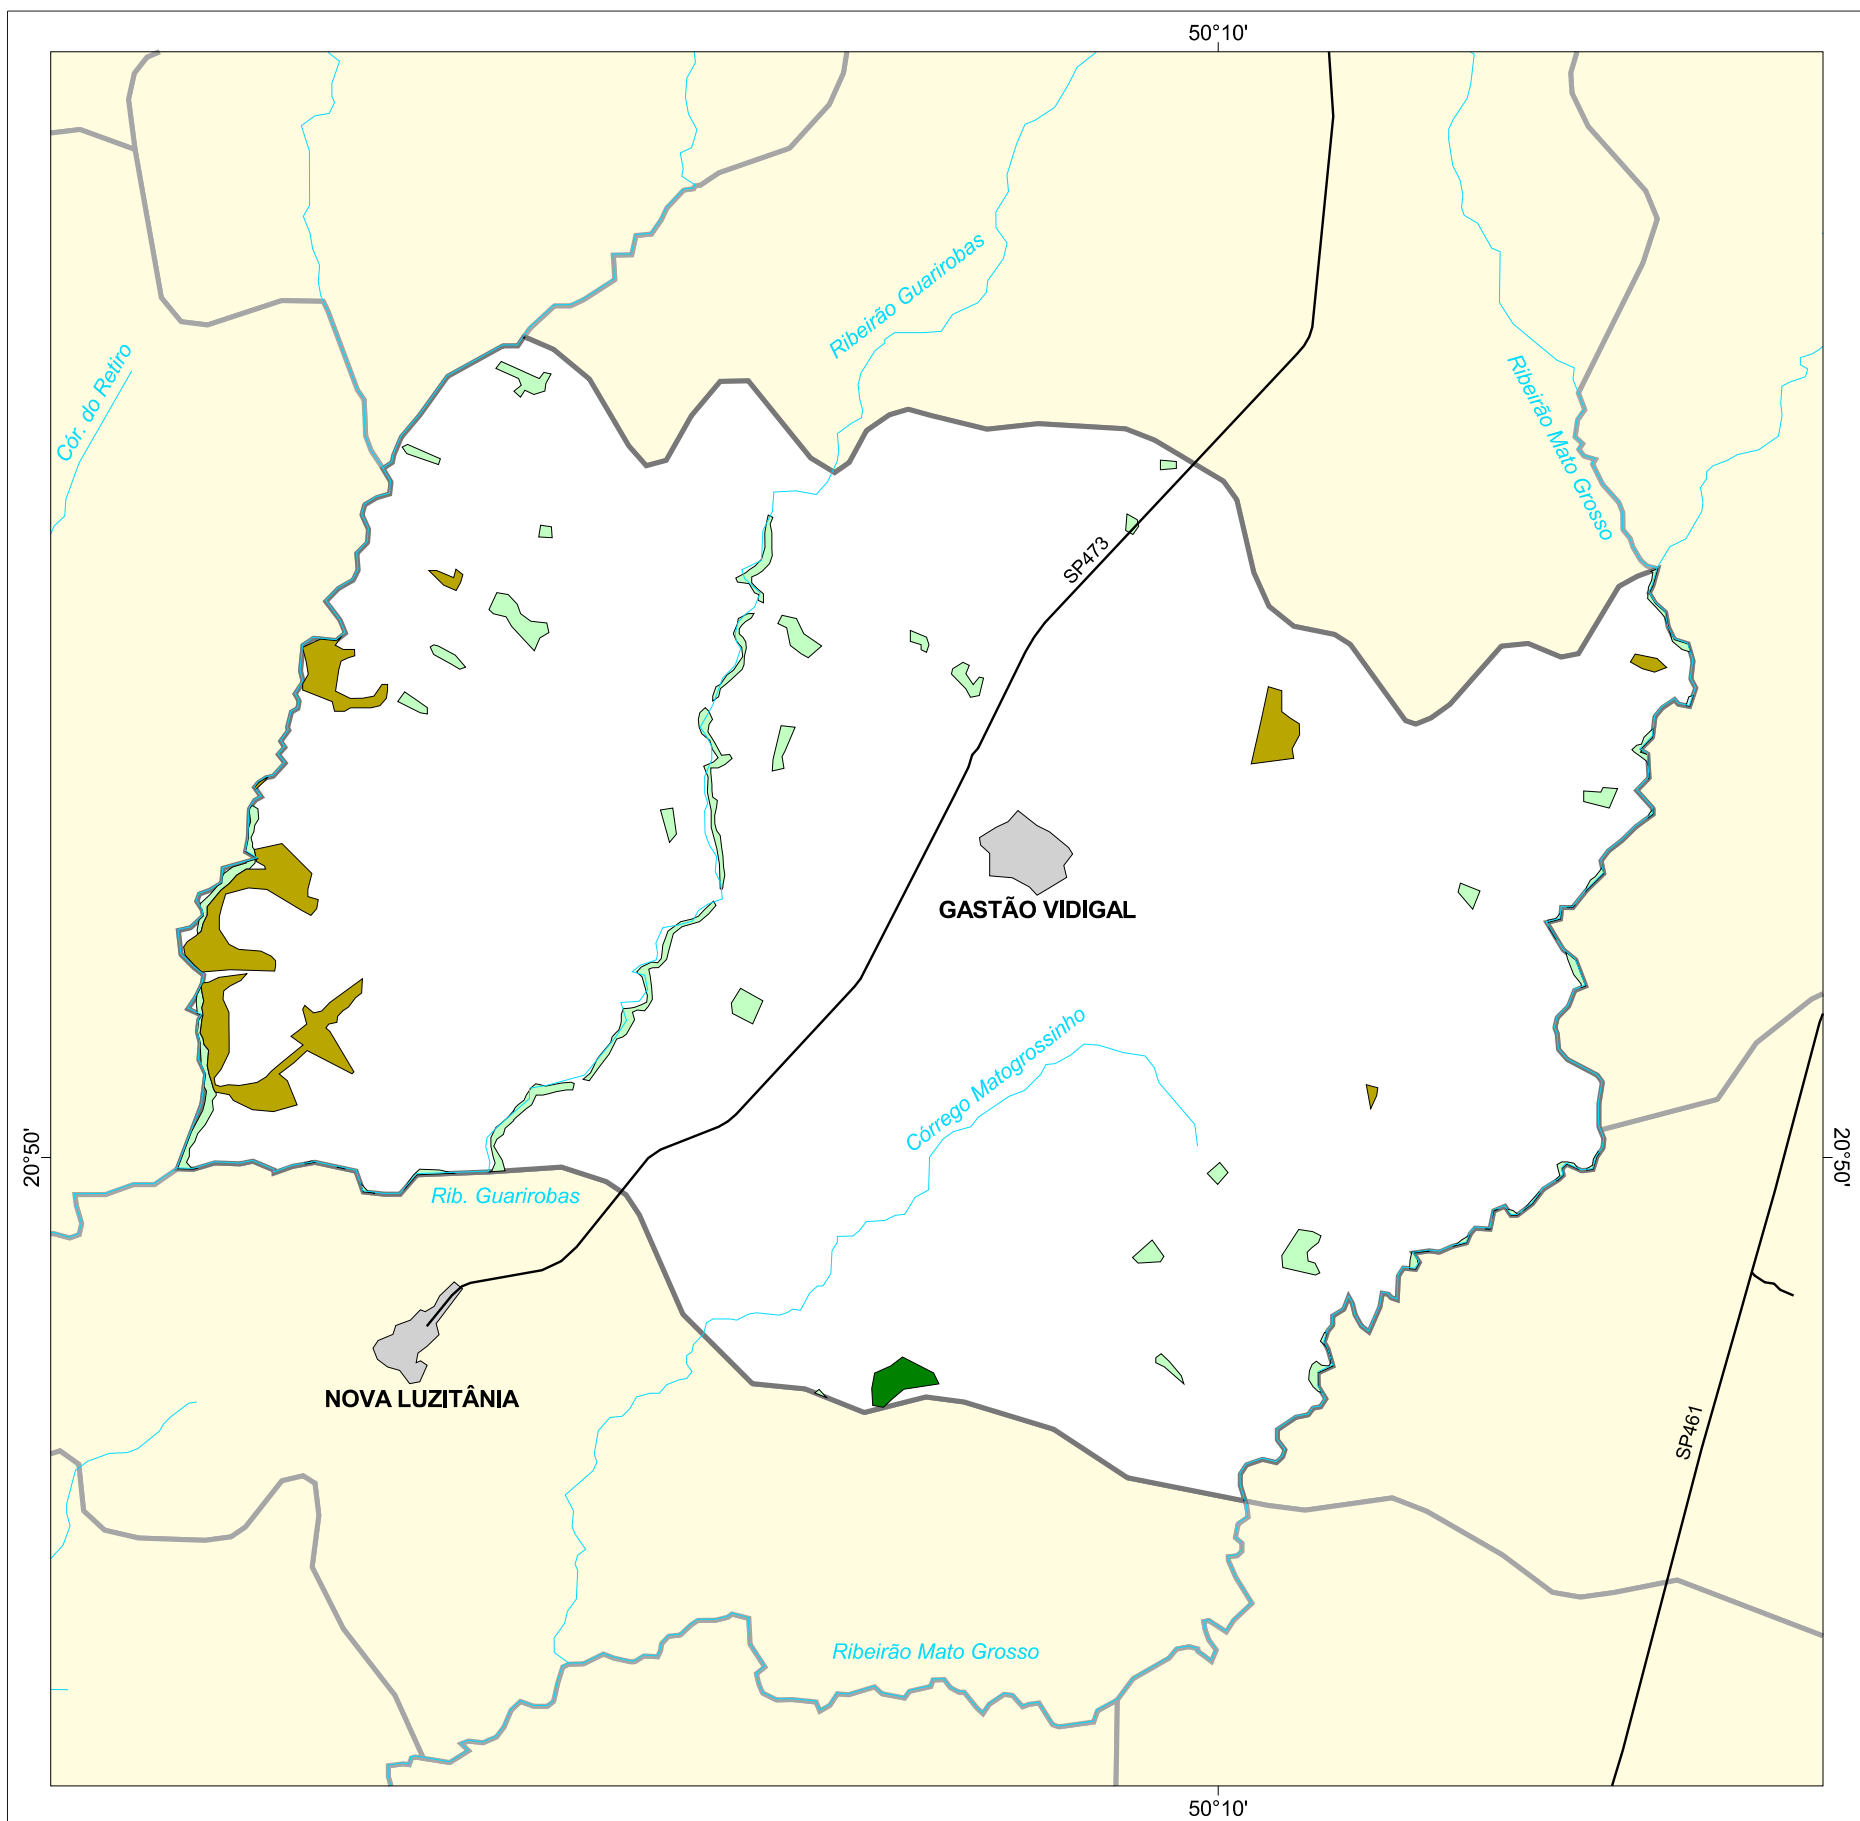 50°10'
Ribeirão Guarirobas
Cór. do Retiro
Ribeirão Mato Grosso
SP473
GASTÃO VIDIGAL
Córrego Matogrossinho
20°50'
20°50'
Rib. Guarirobas
NOVA LUZITÂNIA
SP461
Ribeirão Mato Grosso
50°10'